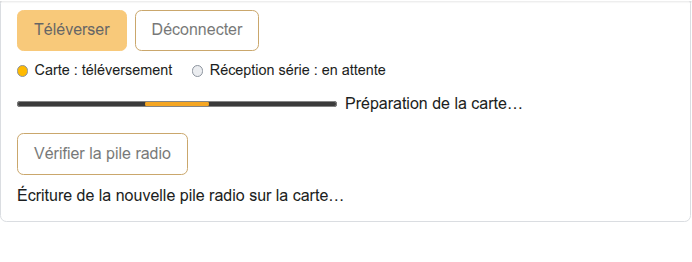 Téléverser Déconnecter
Carte : téléversement Réception série : en attente
Préparation de la carte…
Vérifier la pile radio
Écriture de la nouvelle pile radio sur la carte…